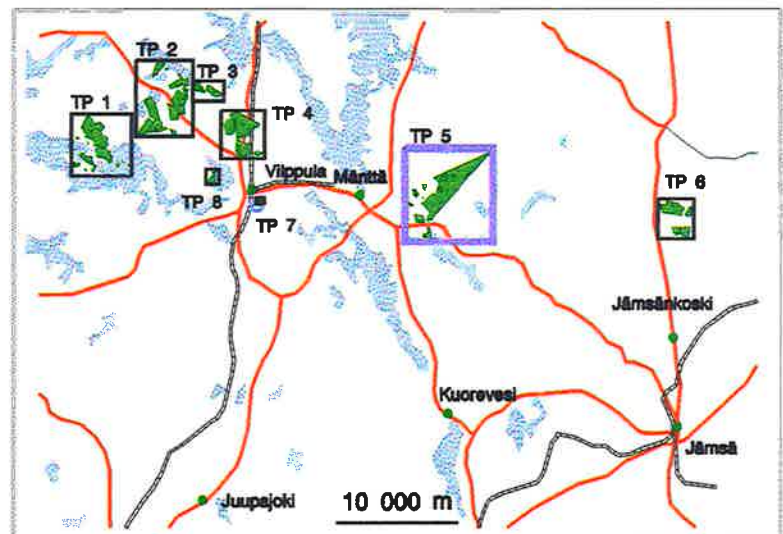 TP 2
TP 3
TP 1
TP 4
TP 5
Vilppula
Mänttä
TP 6
TP 8
TP 7
Jämsänkoski
Kuorevesi
Jämsä
Juupajoki
10 000 m